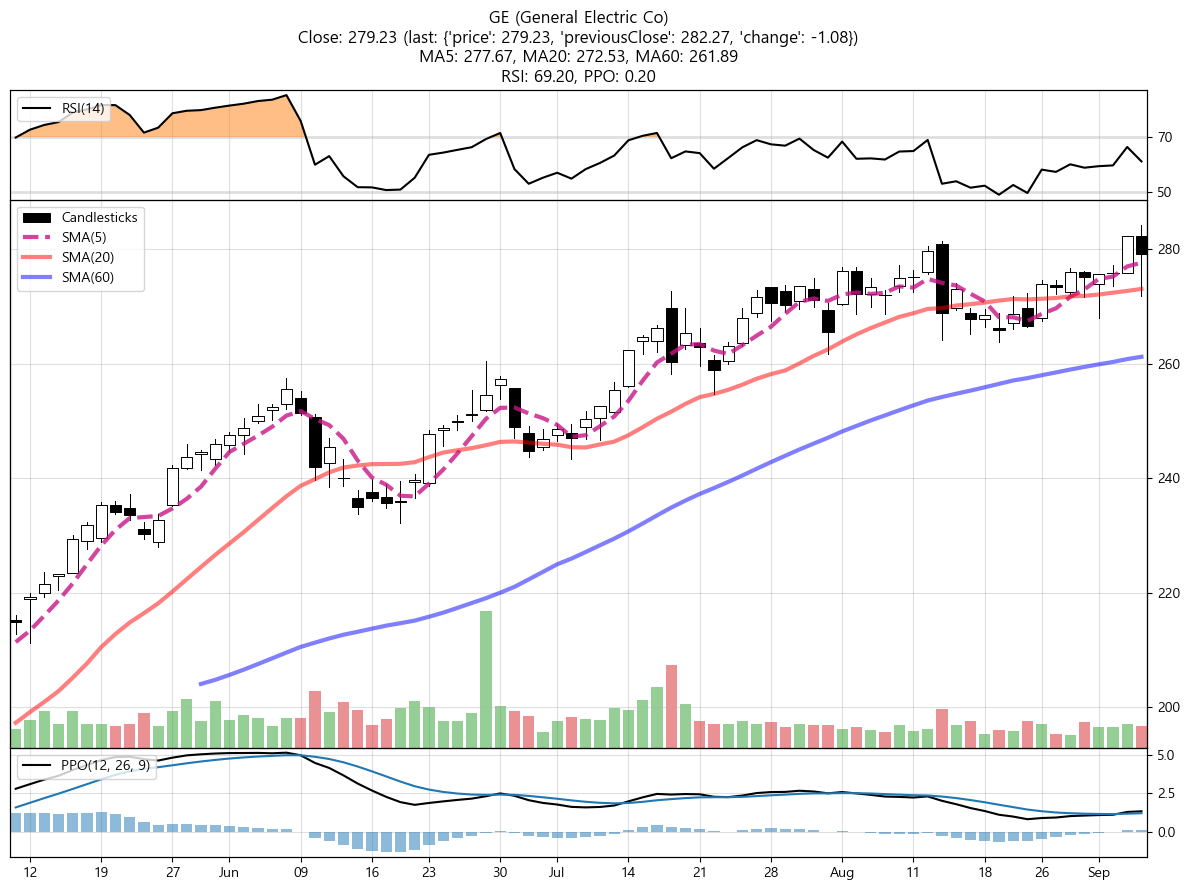 GE (General Electric Co)
Close: 279.23 (last: {'price': 279.23, 'previousClose': 282.27, 'change': -1.08})
MA5: 277.67, MA20: 272.53, MA60: 261.89
RSI: 69.20, PPO: 0.20
RSI(14)
70
50
Candlesticks
SMA(5)
SMA(20)
SMA(60)
280
260
240
220
200
PPO(12, 26, 9)
5.0
2.5
0.0
12 19 27 Jun 09 16 23 Jul 14 21 28 Aug 11 18 26 Sep